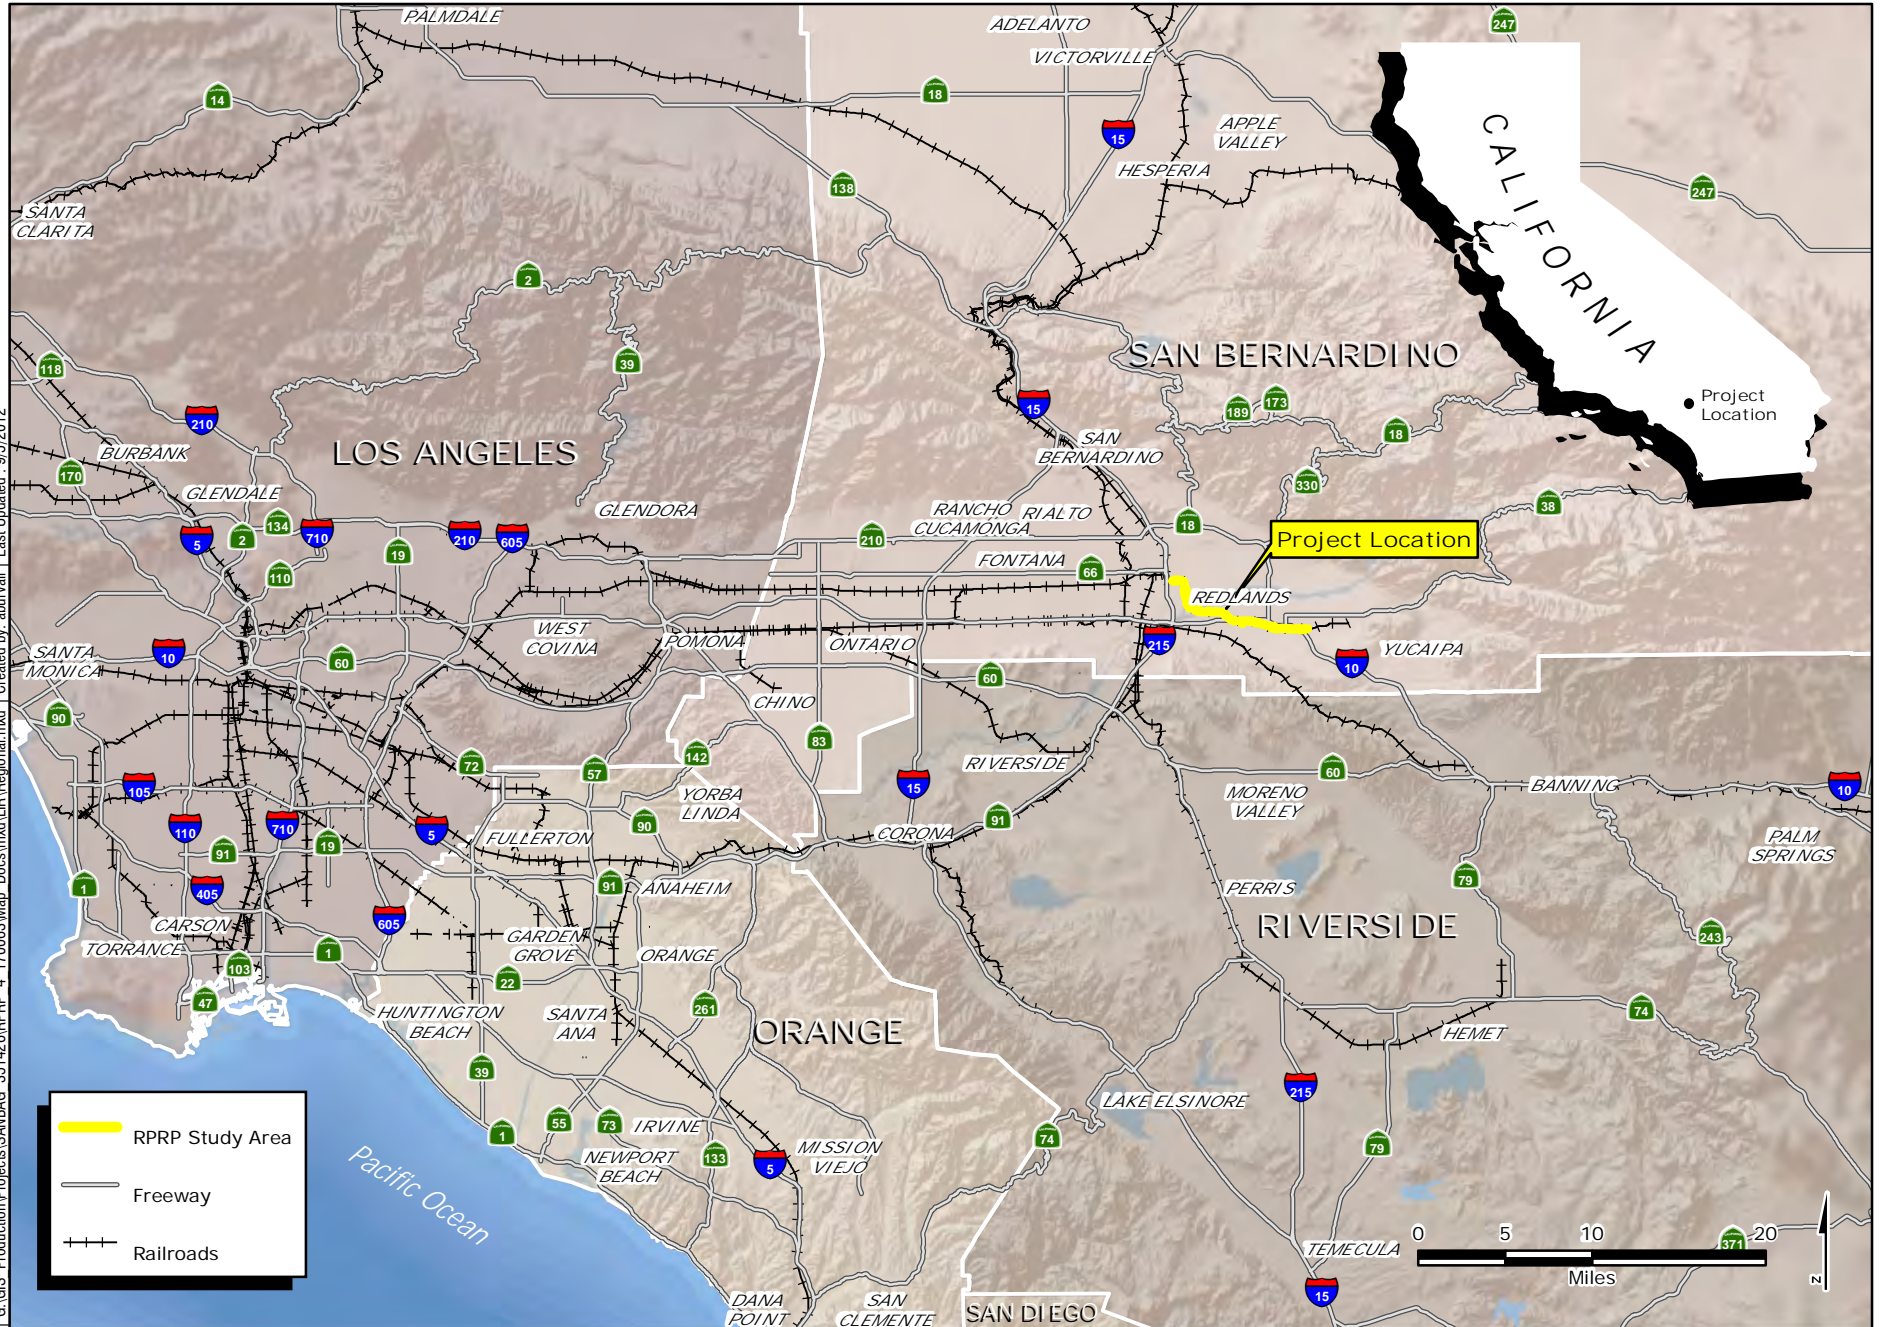 PALMDALE
ADELANTO
VICTORVILLE
247
14
18
15
APPLE
VALLEY
HESPERIA
138
247
SANTA
CLARITA
CALIFORNIA
2
118
39
SAN BERNARDINO
210
15
189
173
18
Project
Location
LOS ANGELES
BURBANK
170
SAN
BERNARDINO
GLENDALE
GLENDORA
330
38
RANCHO
CUCAMONGA
RIALTO
5
2
134
710
19
210
605
210
18
Project Location
110
FONTANA
66
REDLANDS
SANTA
MONICA
10
60
WEST
COVINA
POMONA
ONTARIO
215
10
YUCAIPA
60
CHINO
90
83
142
72
57
RIVERSIDE
60
BANNING
10
105
15
YORBA
LINDA
MORENO
VALLEY
110
710
5
90
91
FULLERTON
CORONA
PALM
SPRINGS
91
19
1
405
91
ANAHEIM
PERRIS
79
605
CARSON
TORRANCE
1
GARDEN
GROVE
ORANGE
RIVERSIDE
243
103
47
22
261
74
HUNTINGTON
BEACH
SANTA
ANA
ORANGE
HEMET
39
215
LAKE ELSINORE
1
55
73
IRVINE
133
5
MISSION
VIEJO
74
79
NEWPORT
BEACH
Pacific Ocean
RPRP Study Area
Freeway
Railroads
TEMECULA
371
15
0 5 10 20
Miles
N
DANA
POINT
SAN
CLEMENTE
SAN DIEGO